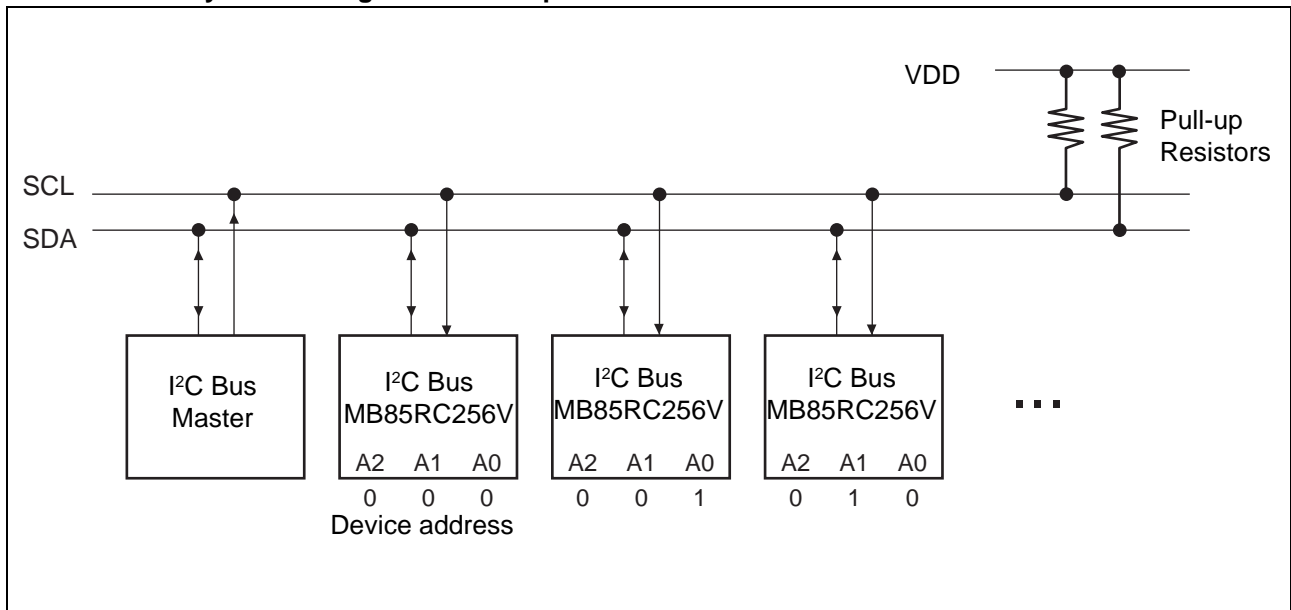 VDD
Pull-up
Resistors
SCL
SDA
I²C Bus
Master
I²C Bus
MB85RC256V
A2 A1 A0
0 0 0
Device address
I²C Bus
MB85RC256V
A2 A1 A0
0 0 1
I²C Bus
MB85RC256V
A2 A1 A0
0 1 0
...